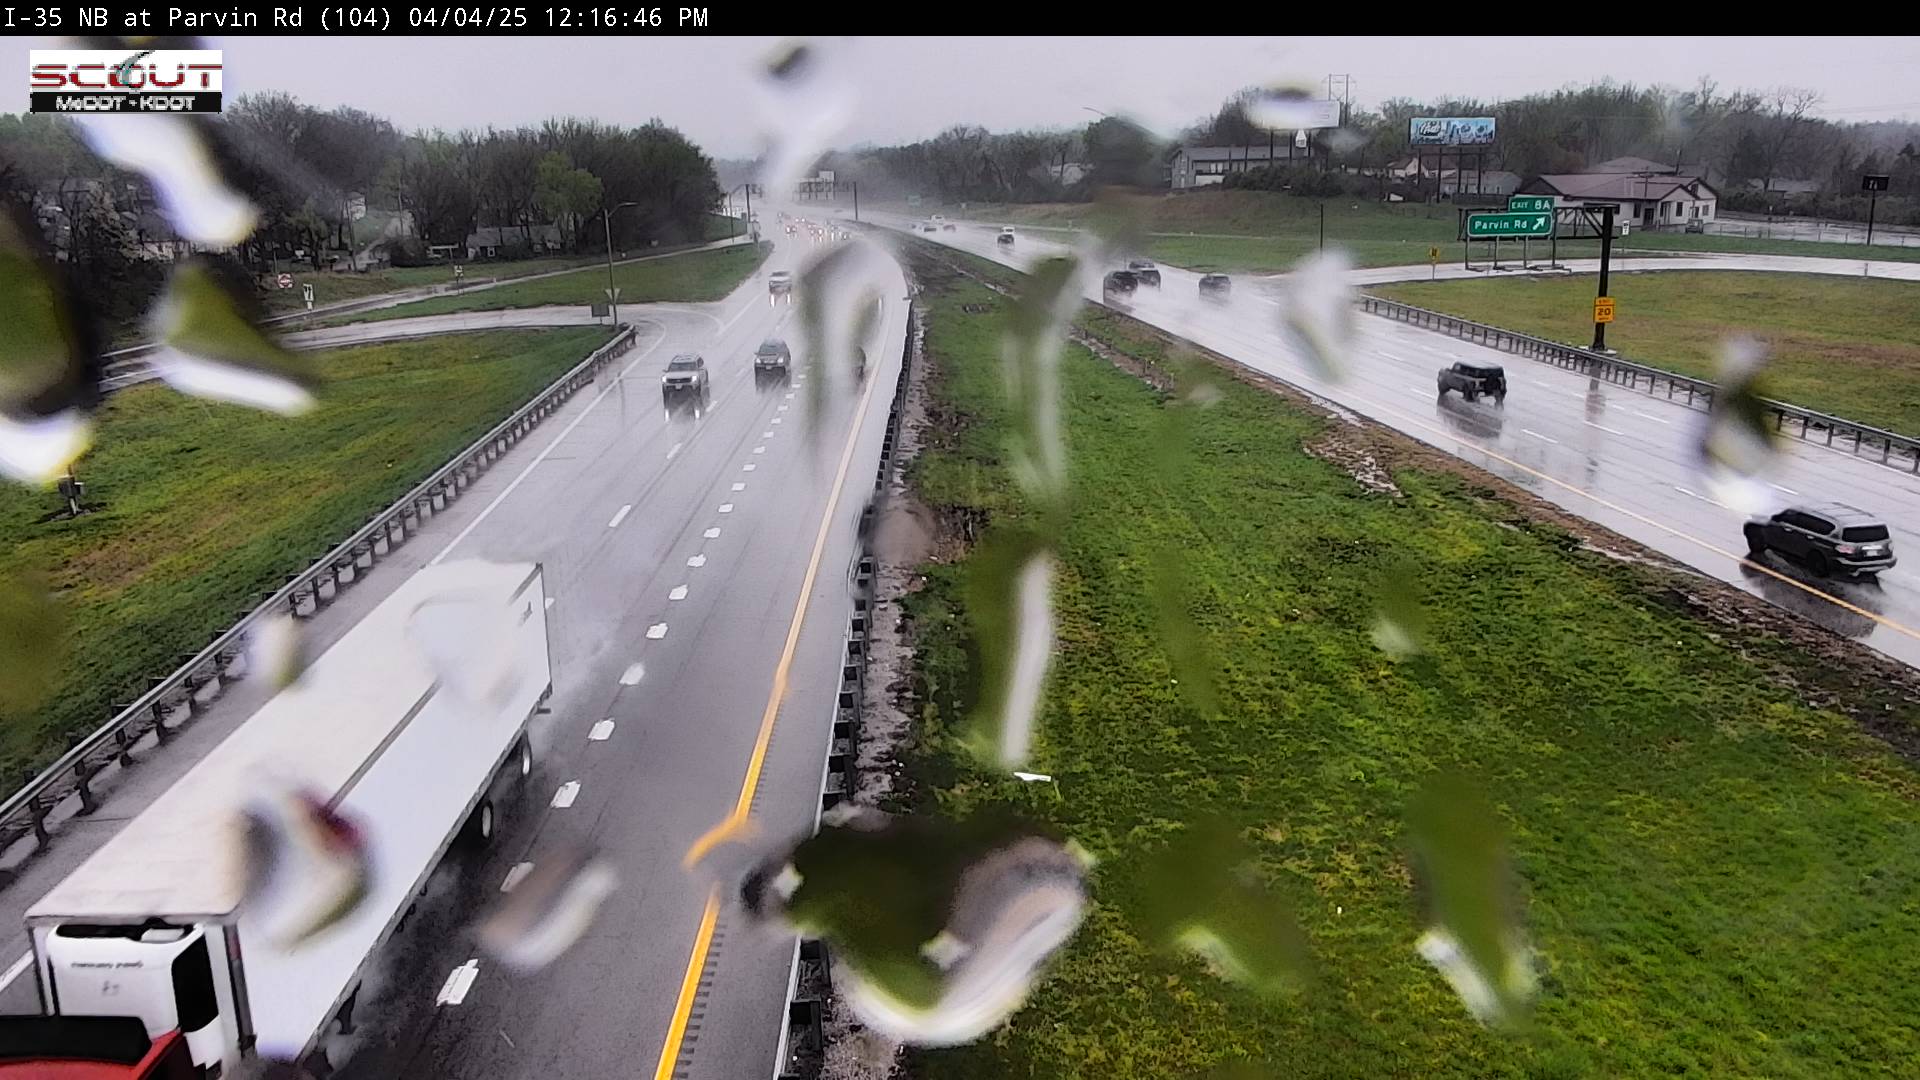 I-35 NB at Parvin Rd (104) 04/04/25 12:16:46 PM
SCOUT
MoDOT - KDOT
EXIT 8A
Parvin Rd
EXIT
20